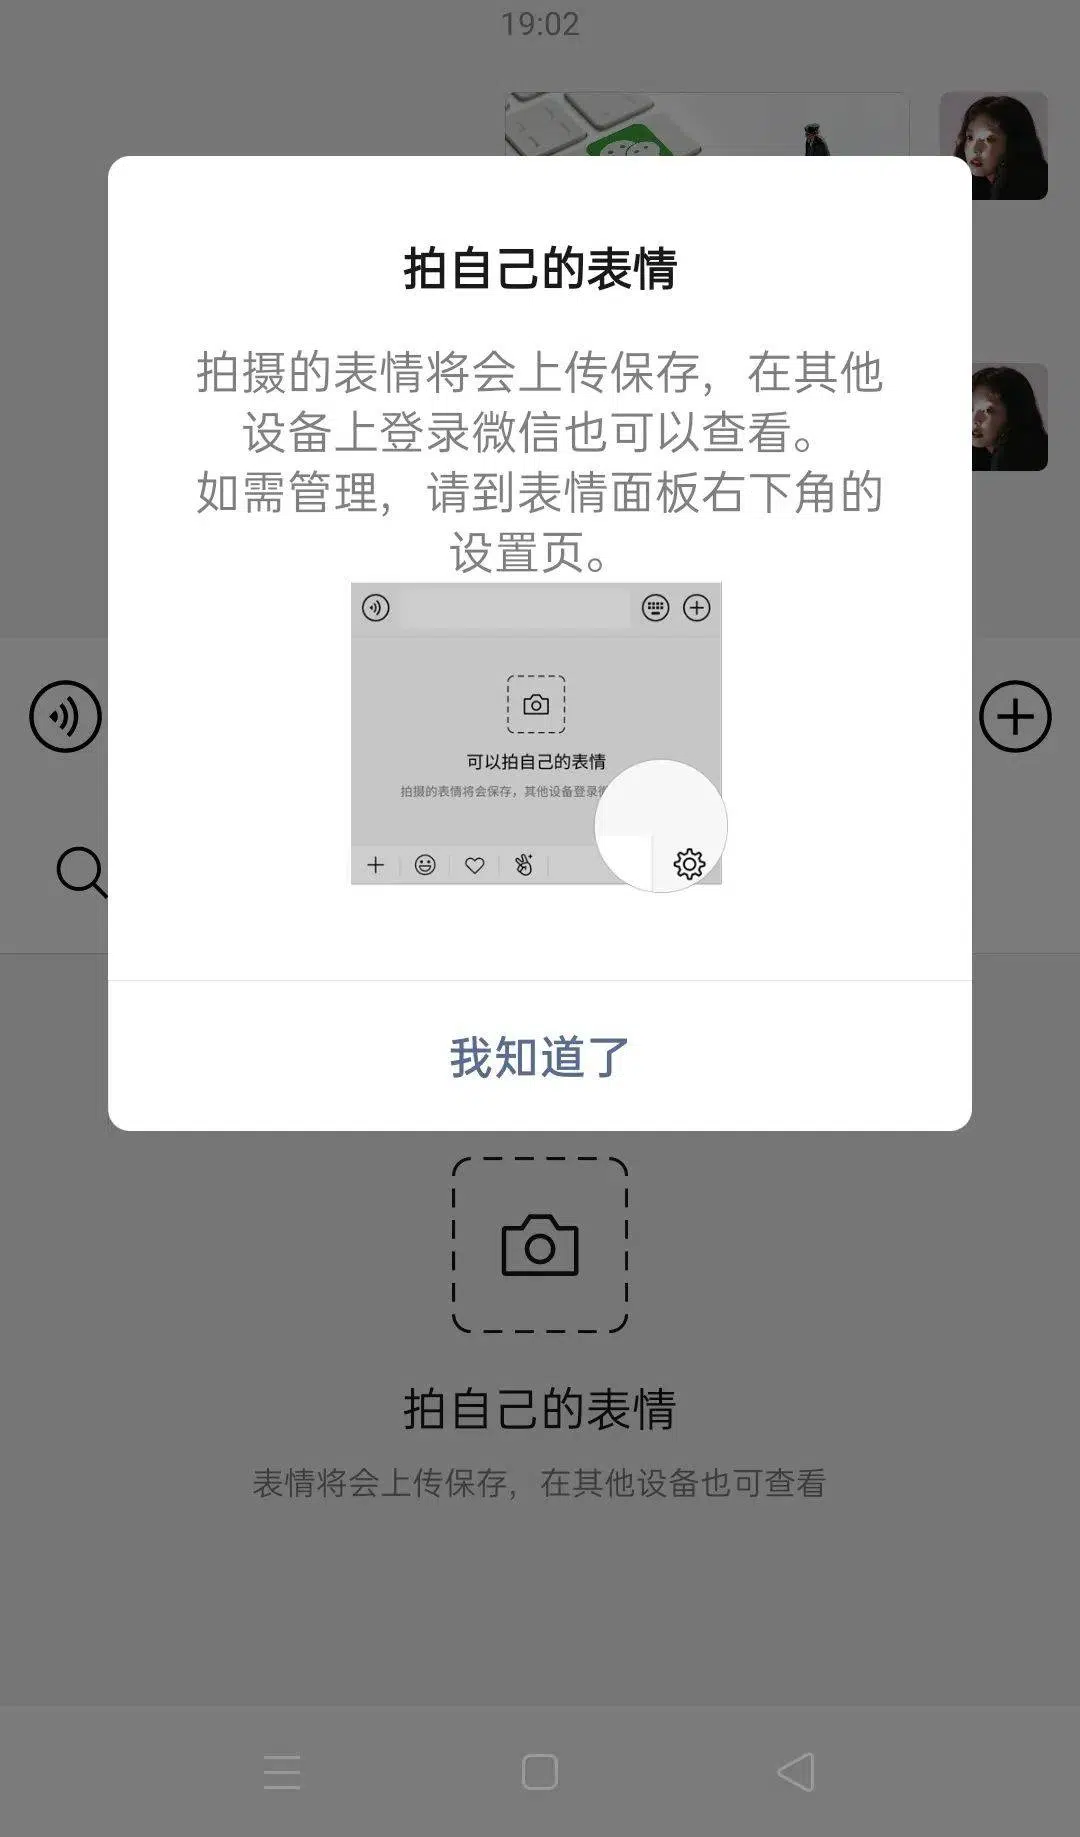 19:02
拍自己的表情
拍摄的表情将会上传保存，在其他
设备上登录微信也可以查看。
如需管理，请到表情面板右下角的
设置页。
可以拍自己的表情
拍摄的表情将会保存，其他设备登录
我知道了
拍自己的表情
表情将会上传保存，在其他设备也可查看